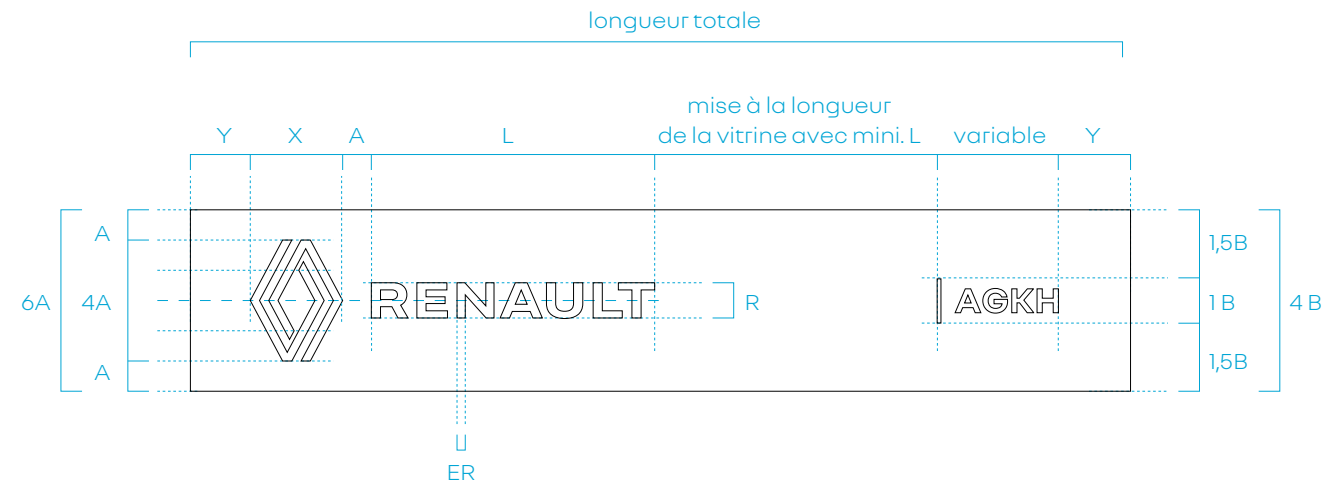 longueur totale
mise à la longueur
Y X A L de la vitrine avec mini. L variable Y
A
1,5B
6A 4A RENAULT R AGKH 1 B 4 B
A
1,5B
ER